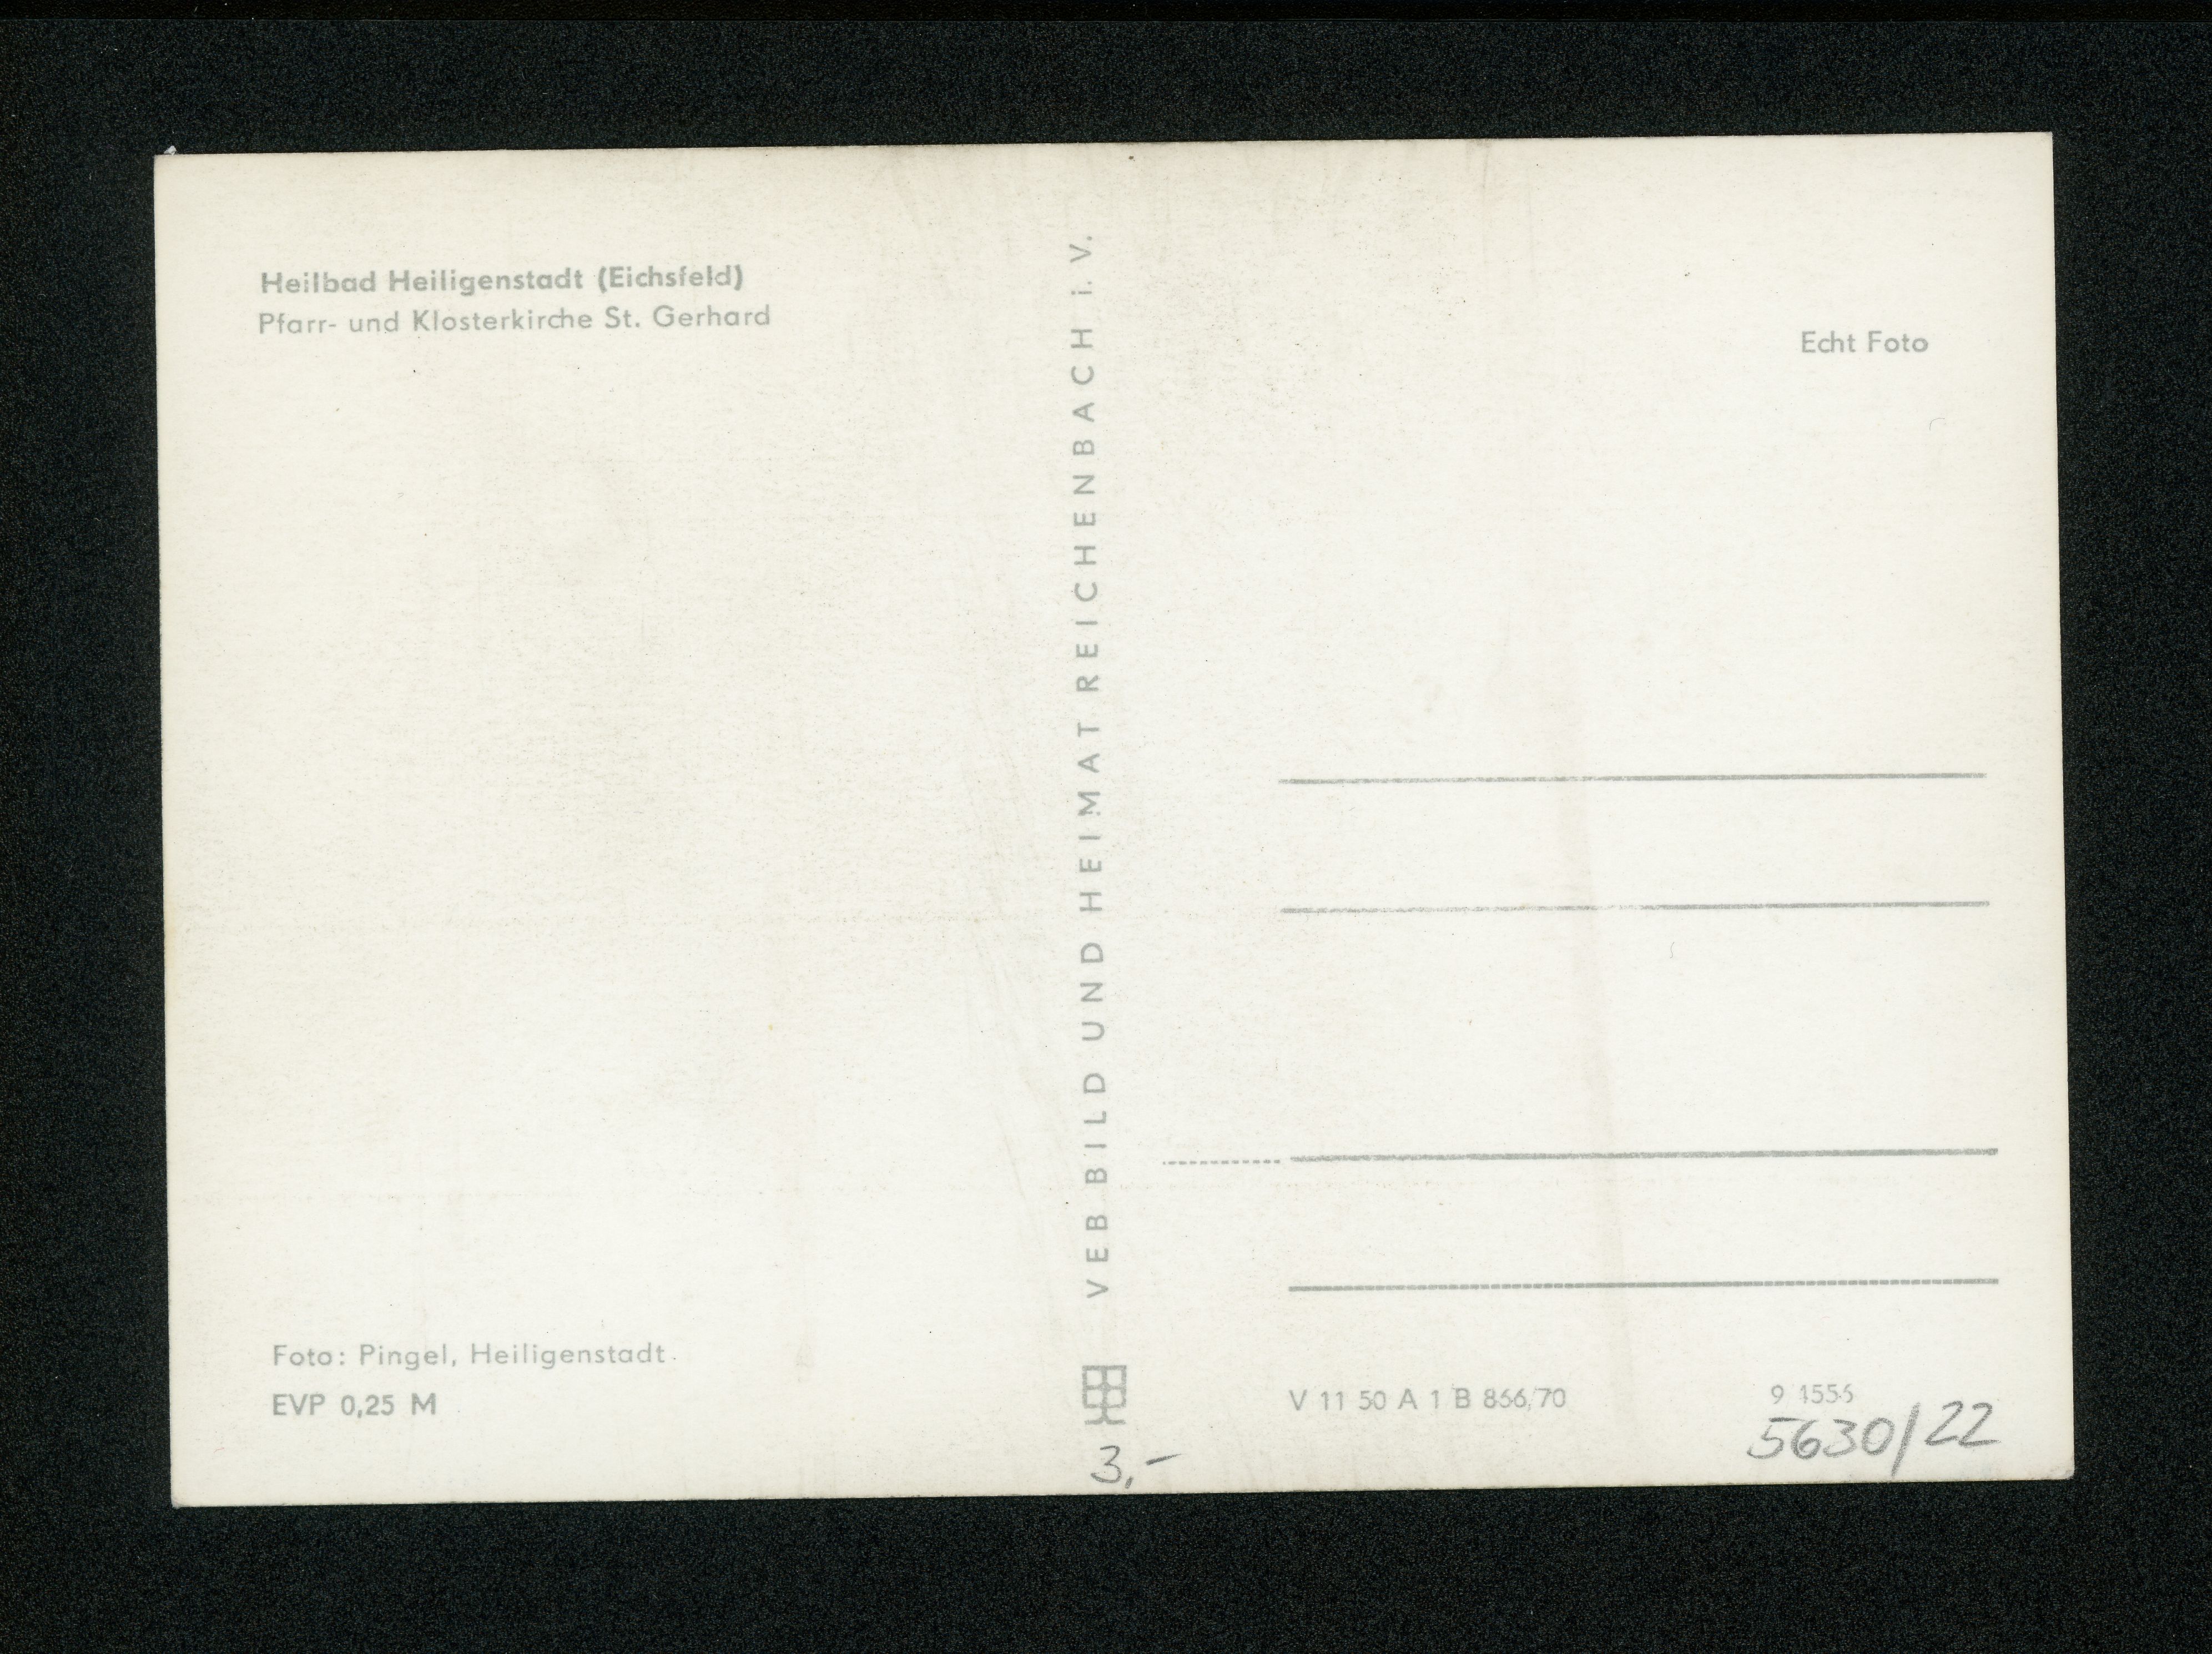 Heilbad Heiligenstadt (Eichsfeld)
Pfarr- und Klosterkirche St. Gerhard
Foto: Pingel, Heiligenstadt.
EVP 0,25 M
VEB BILD UND HEIMAT REICHENBACH i. V.
3,-
Echt Foto
V 11 50 A 1 B 866/70
9 1556
5630/22